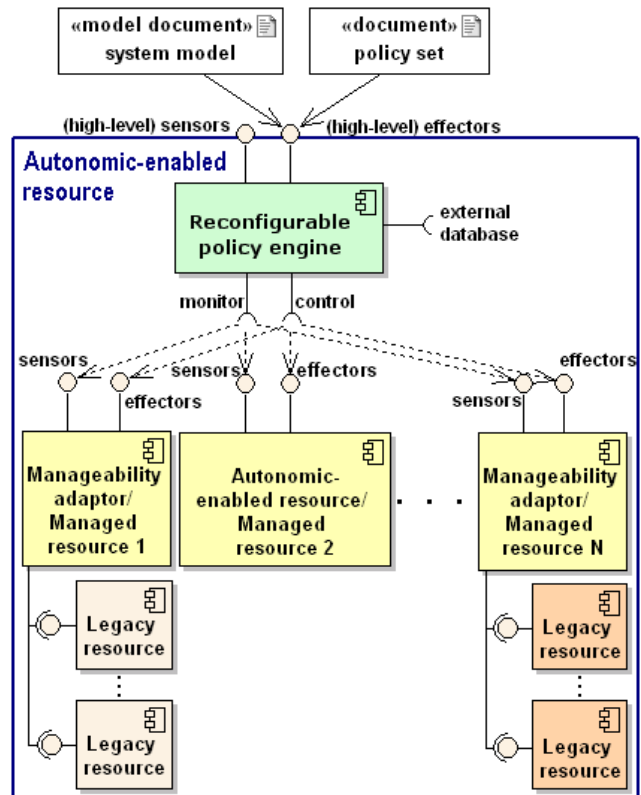 «model document»
system model
«document»
policy set
(high-level) sensors
(high-level) effectors
Autonomic-enabled
resource
Reconfigurable
policy engine
external
database
monitor
control
sensors
effectors
sensors
effectors
sensors
effectors
Manageability
adaptor/
Managed
resource 1
Autonomic-
enabled resource/
Managed
resource 2
. . .
Manageability
adaptor/
Managed
resource N
Legacy
resource
Legacy
resource
Legacy
resource
Legacy
resource